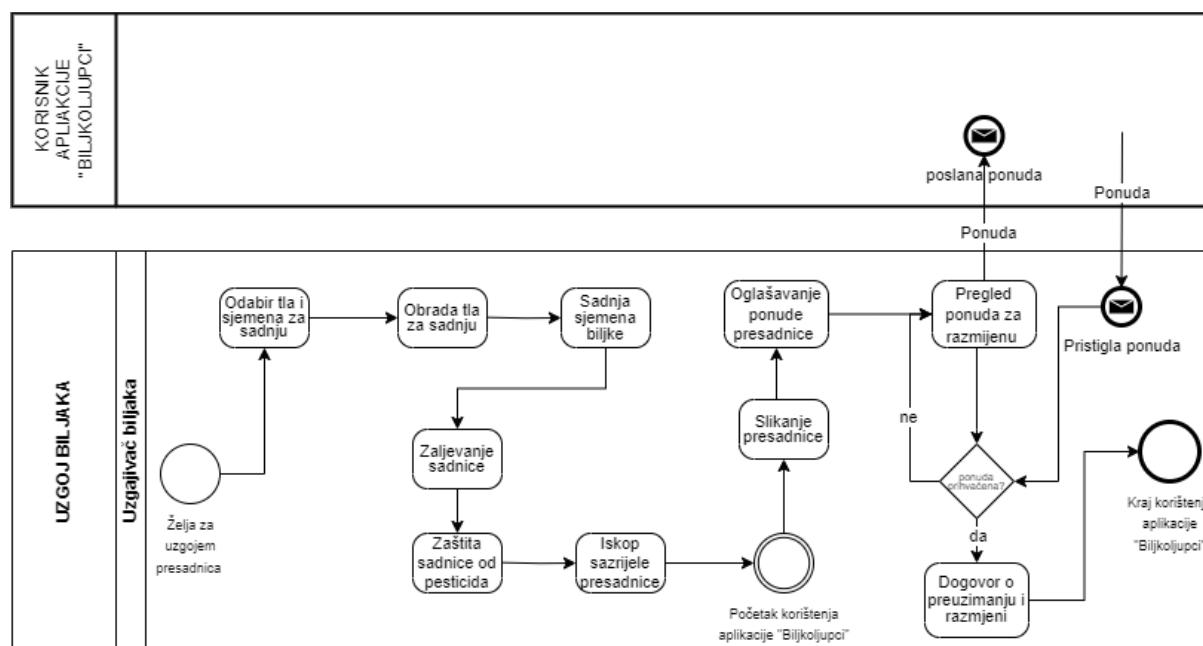 KORISNIK
APLIAKCIJE
"BILJKOLJUPCI"
poslana ponuda
Ponuda
Ponuda
UZGOJ BILJAKA
Uzgajivač biljaka
Želja za
uzgojem
presadnica
Odabir tla i
sjemena za
sadnju
Obrada tla
za sadnju
Sadnja
sjemena
biljke
Zaljevanje
sadnice
Zaštita
sadnice od
pesticida
Iskop
sazrijele
presadnice
Početak korištenja
aplikacije "Biljkoljupci"
Slikanje
presadnice
Oglašavanje
ponude
presadnice
Pregled
ponuda za
razmijenu
Pristigla ponuda
ne
ponuda
prihvaćena?
da
Dogovor o
preuzimanju i
razmjeni
Kraj korištenj
aplikacije
"Biljkoljupci"